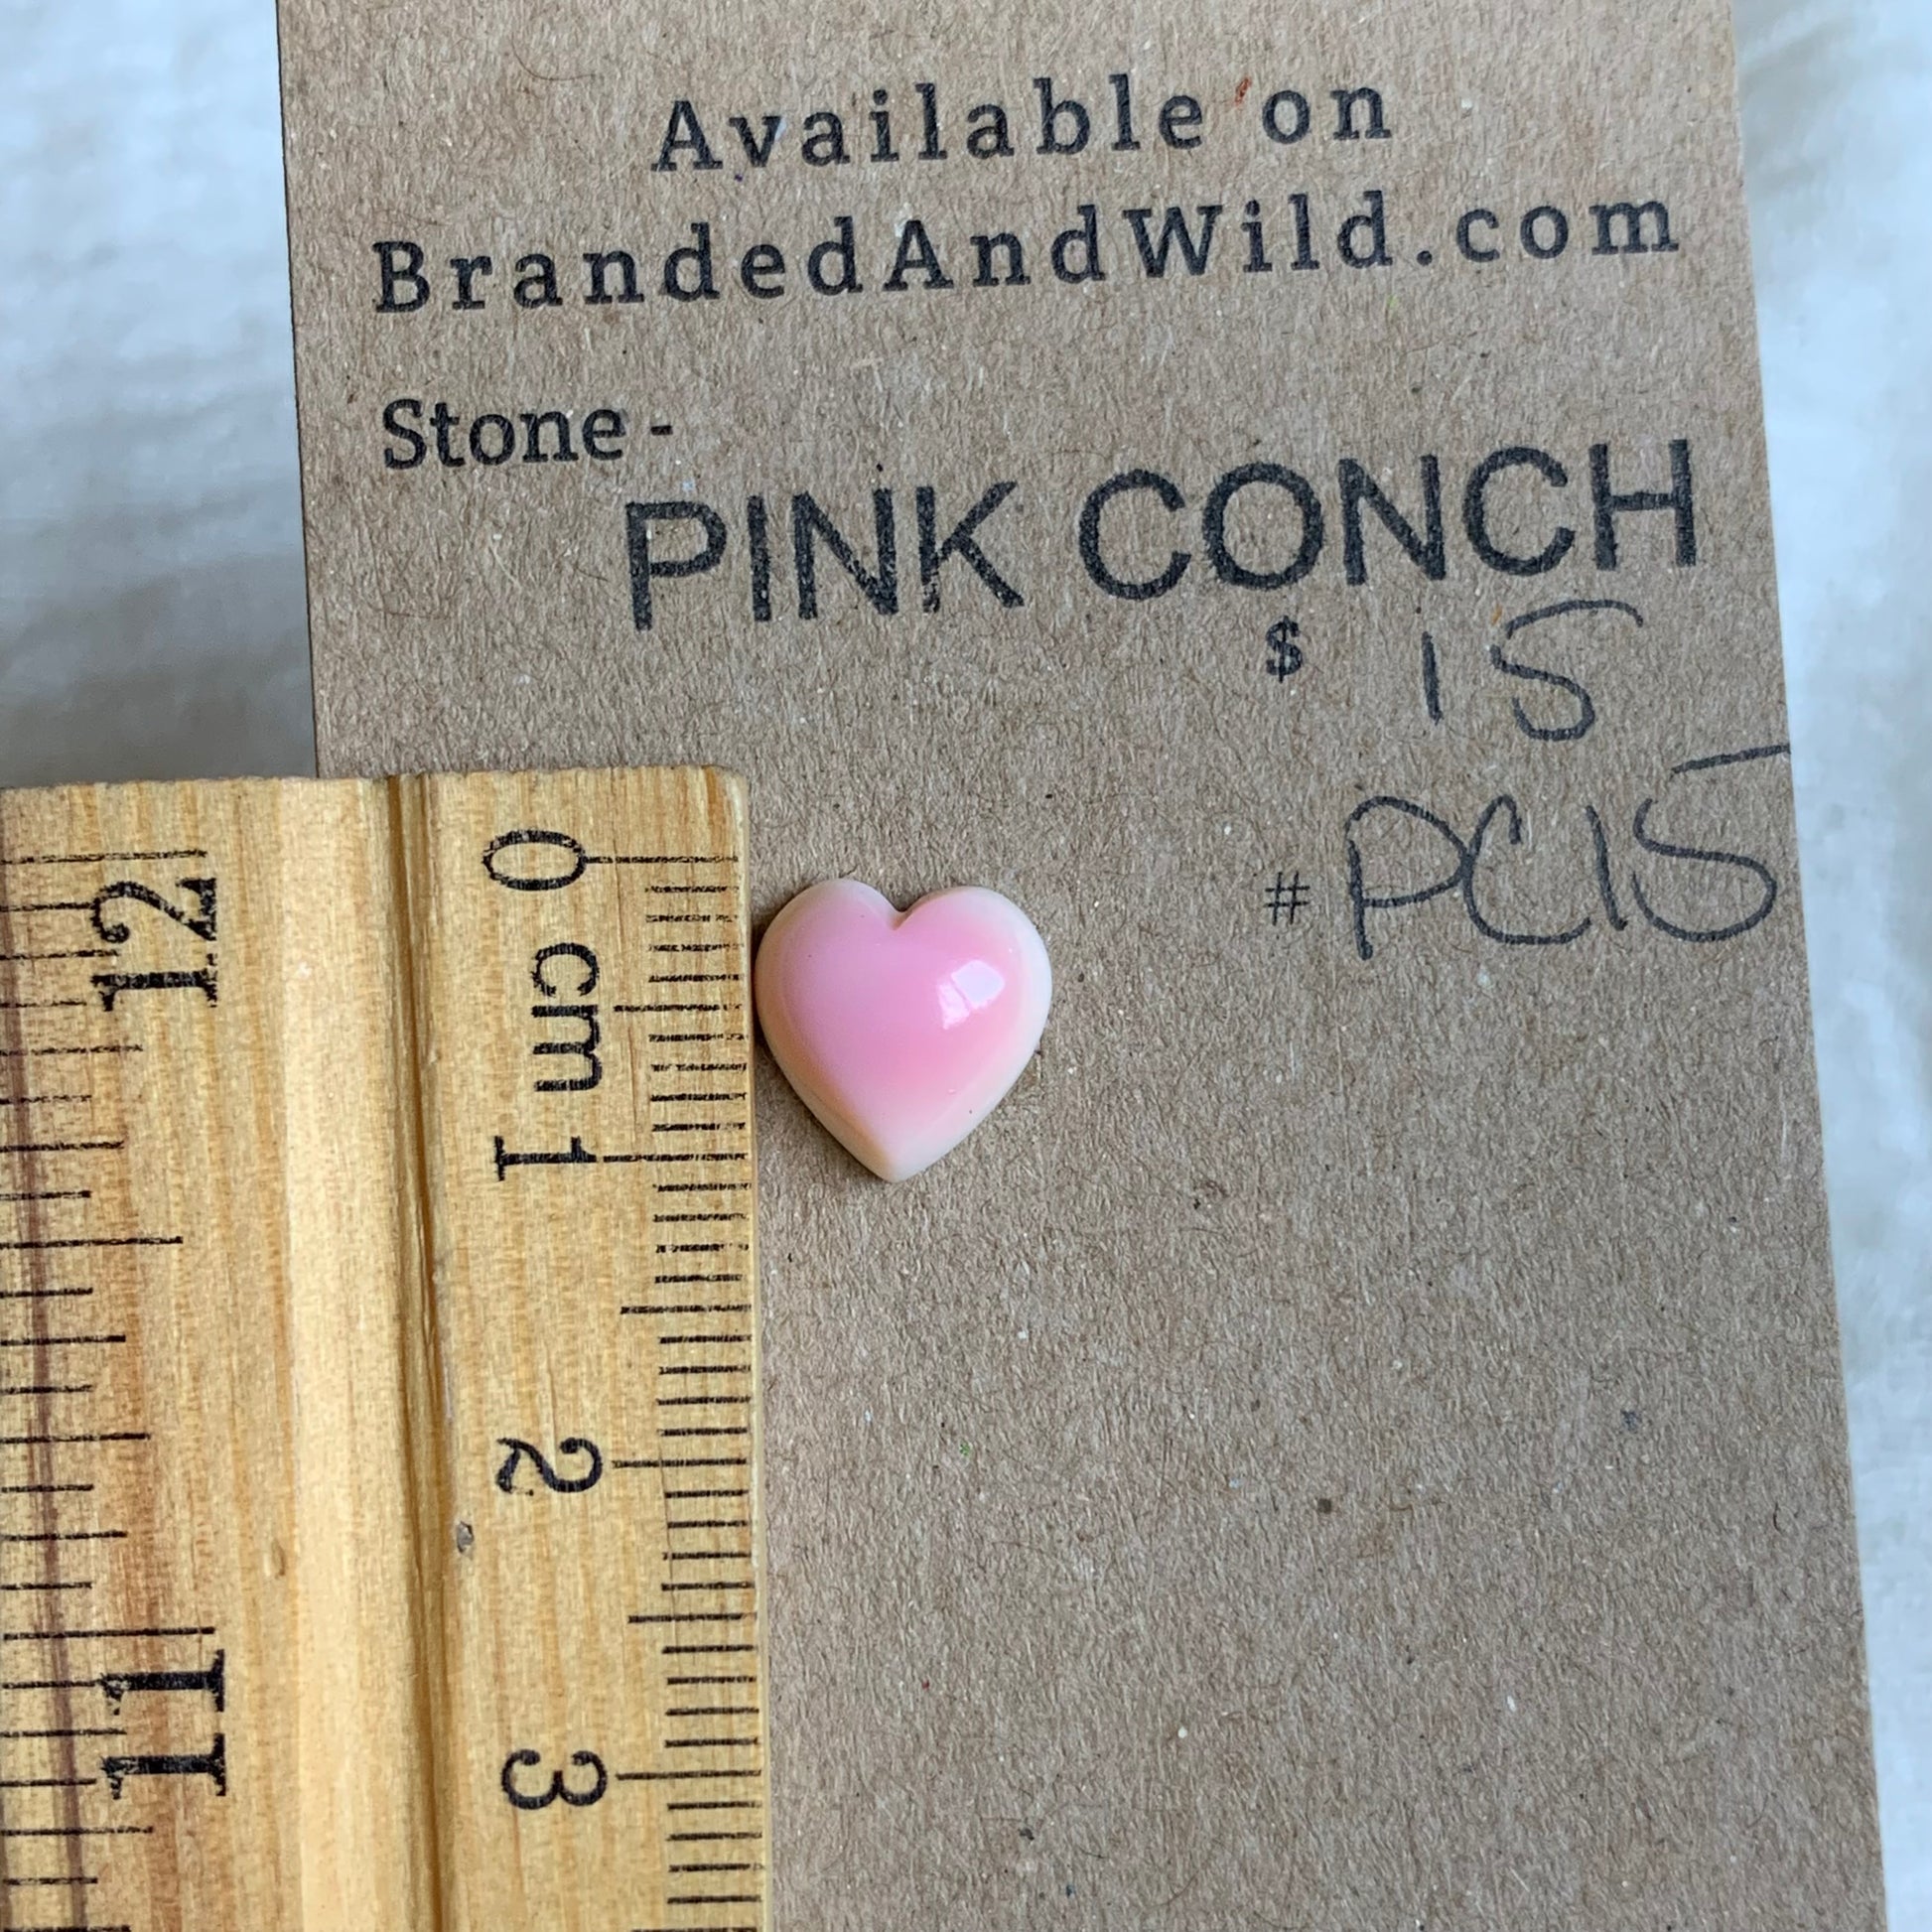 Available on
BrandedAndWild.com
Stone -
PINK CONCH
$ 15
# PC15
0
cm
1
2
3
12
11